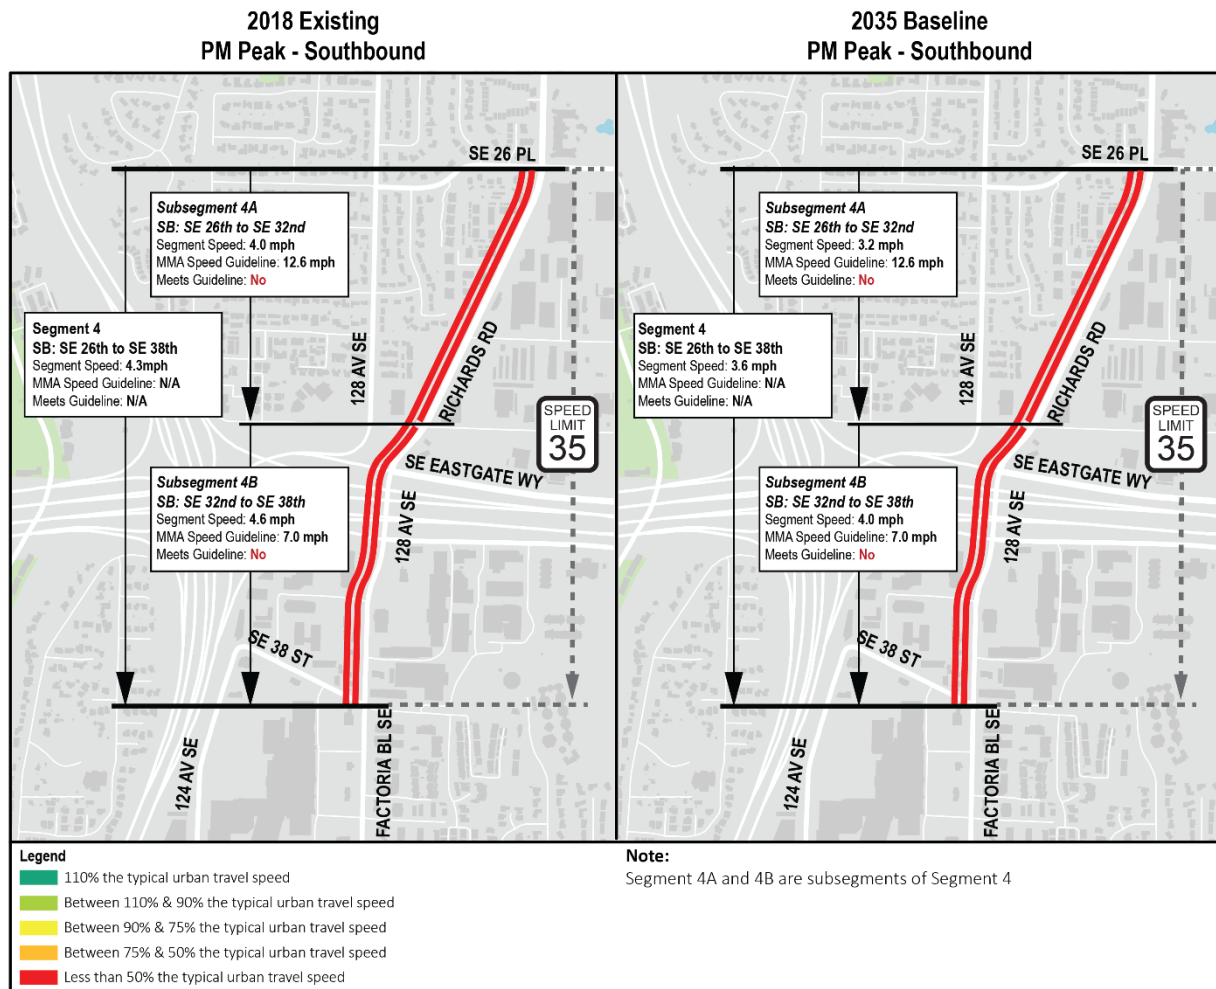 2018 Existing
PM Peak - Southbound
SE 26 PL
Subsegment 4A
SB: SE 26th to SE 32nd
Segment Speed: 4.0 mph
MMA Speed Guideline: 12.6 mph
Meets Guideline: No
Segment 4
SB: SE 26th to SE 38th
Segment Speed: 4.3mph
MMA Speed Guideline: N/A
Meets Guideline: N/A
128 AV SE
RICHARDS RD
SPEED
LIMIT
35
SE EASTGATE WY
Subsegment 4B
SB: SE 32nd to SE 38th
Segment Speed: 4.6 mph
MMA Speed Guideline: 7.0 mph
Meets Guideline: No
128 AV SE
SE 38 ST
124 AV SE
FACTORIA BL SE
2035 Baseline
PM Peak - Southbound
SE 26 PL
Subsegment 4A
SB: SE 26th to SE 32nd
Segment Speed: 3.2 mph
MMA Speed Guideline: 12.6 mph
Meets Guideline: No
Segment 4
SB: SE 26th to SE 38th
Segment Speed: 3.6 mph
MMA Speed Guideline: N/A
Meets Guideline: N/A
128 AV SE
RICHARDS RD
SPEED
LIMIT
35
SE EASTGATE WY
Subsegment 4B
SB: SE 32nd to SE 38th
Segment Speed: 4.0 mph
MMA Speed Guideline: 7.0 mph
Meets Guideline: No
128 AV SE
SE 38 ST
124 AV SE
FACTORIA BL SE
Legend
110% the typical urban travel speed
Between 110% & 90% the typical urban travel speed
Between 90% & 75% the typical urban travel speed
Between 75% & 50% the typical urban travel speed
Less than 50% the typical urban travel speed
Note:
Segment 4A and 4B are subsegments of Segment 4